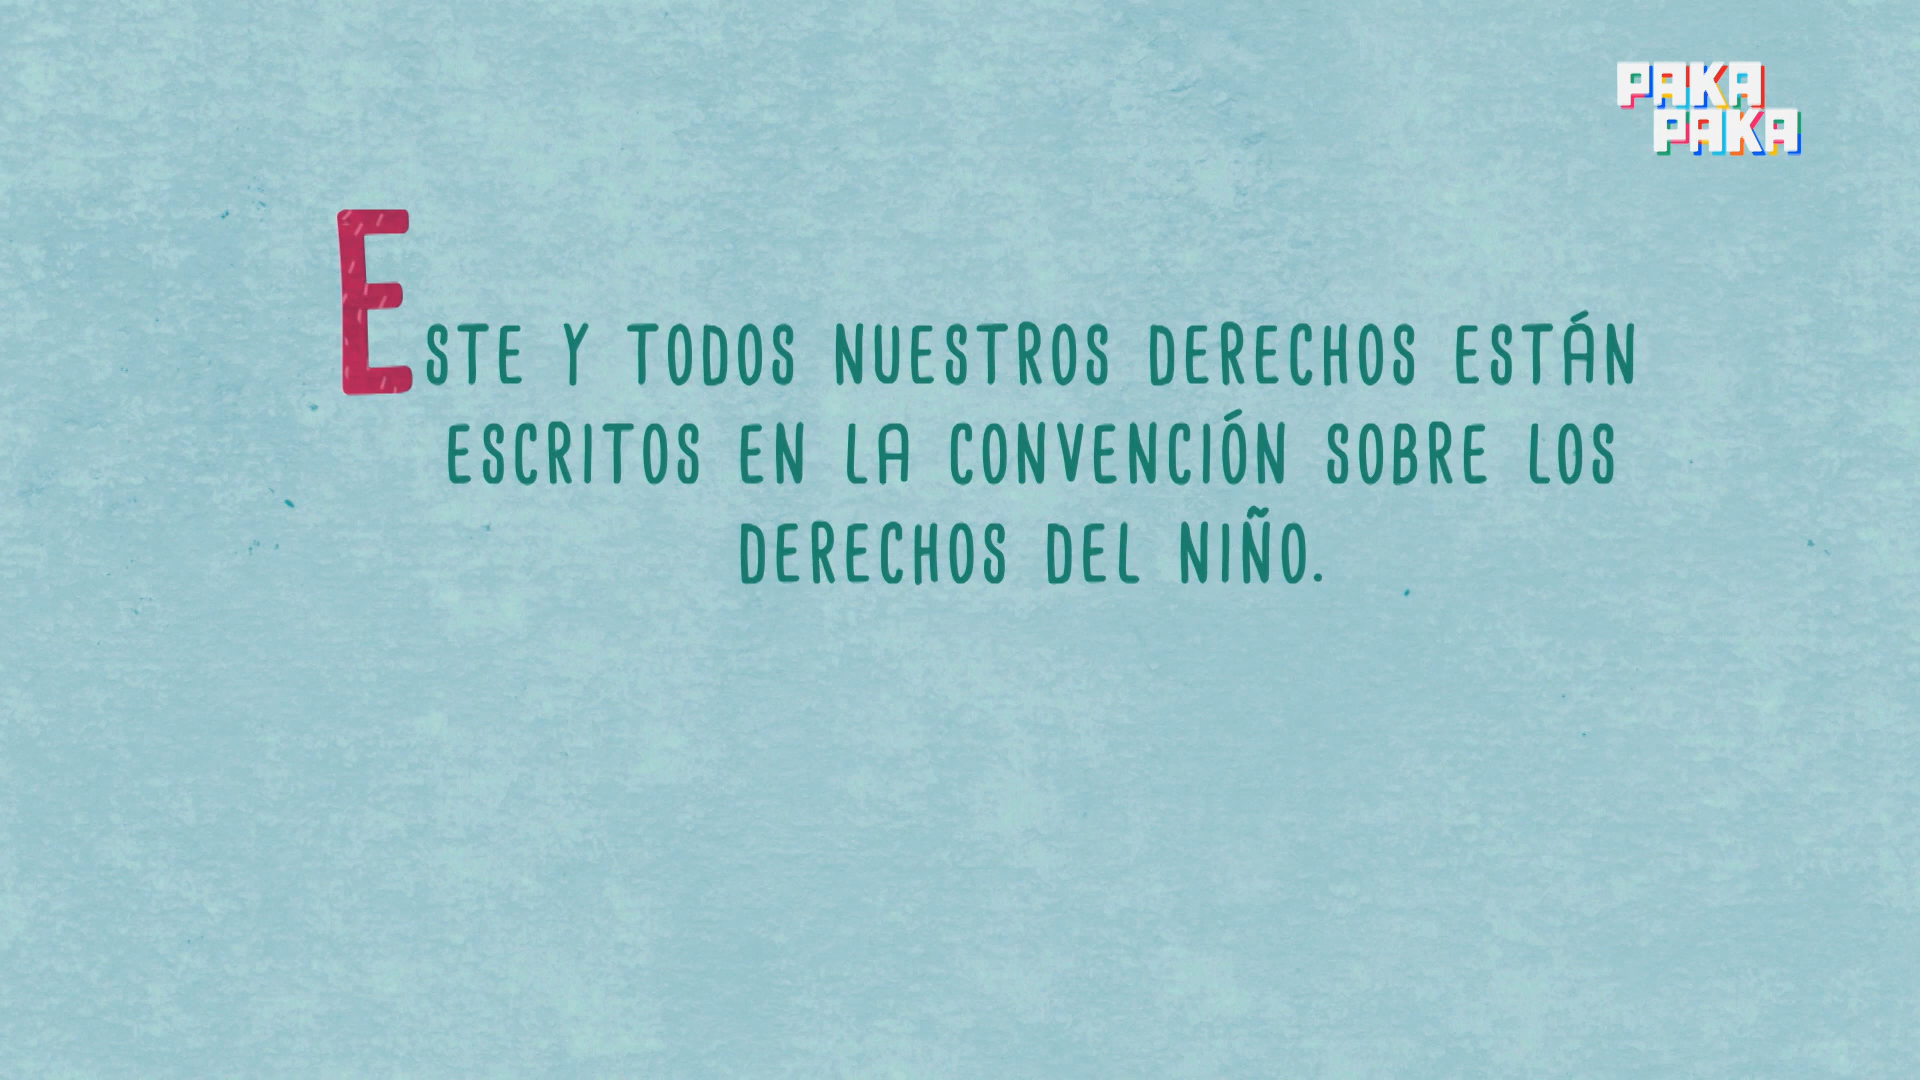 PAKA
PAKA
ESTE Y TODOS NUESTROS DERECHOS ESTÁN
ESCRITOS EN LA CONVENCIÓN SOBRE LOS
DERECHOS DEL NIÑO.